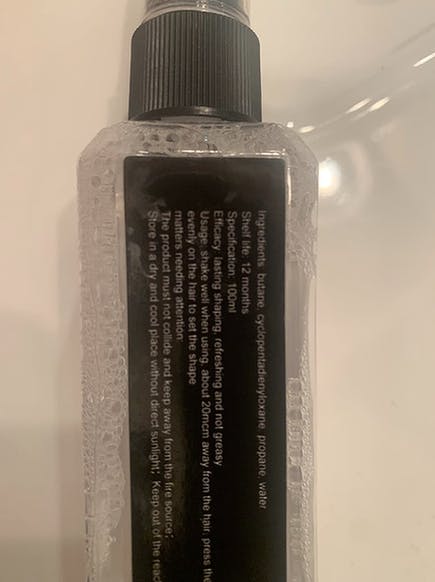 Ingredients: butane, cyclopentadienyloxane, propane, water
Shelf life: 12 months
Specification: 100ml
Efficacy: lasting shaping, refreshing and not greasy
Usage: shake well when using, about 20mcm away from the hair, press the
evenly on the hair to set the shape
matters needing attention:
The product must not collide and keep away from the fire source;
Store in a dry and cool place without direct sunlight; Keep out of the